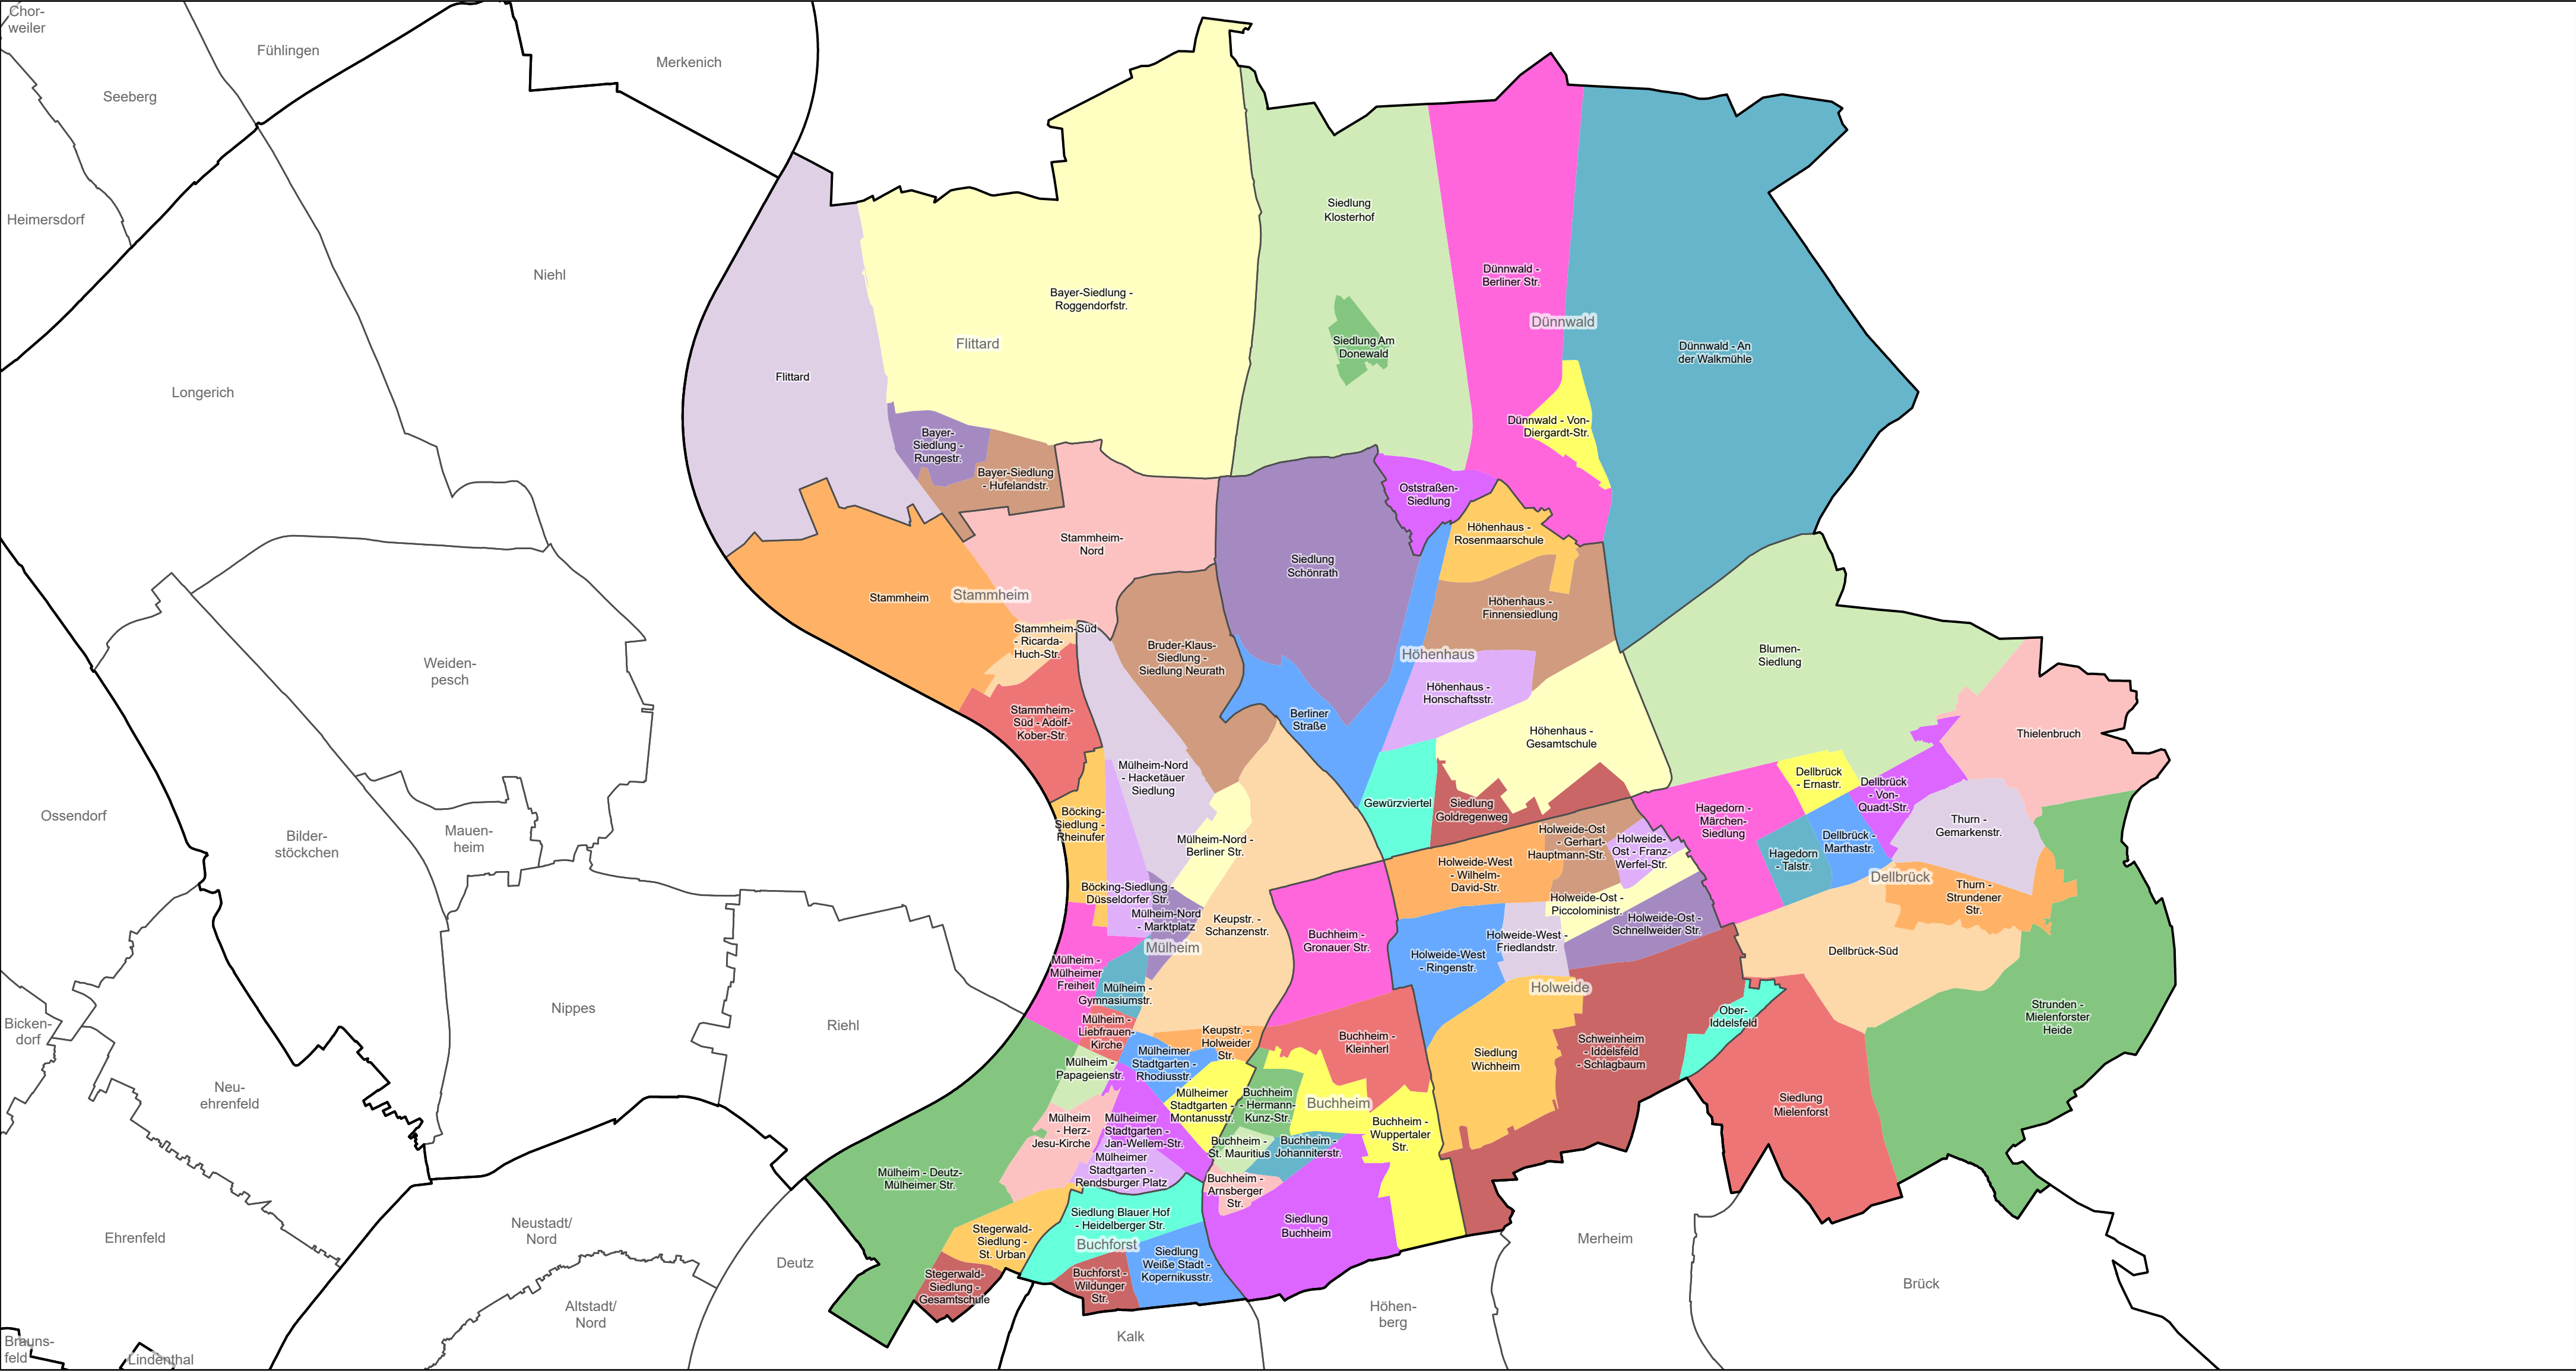 Chor-
weiler
Fühlingen
Merkenich
Seeberg
Heimersdorf
Niehl
Longerich
Weiden-
pesch
Ossendorf
Bilder-
stöckchen
Mauen-
heim
Nippes
Riehl
Bicken-
dorf
Neu-
ehrenfeld
Ehrenfeld
Neustadt/
Nord
Altstadt/
Nord
Deutz
Brauns-
feld
Lindenthal
Kalk
Höhen-
berg
Merheim
Brück
Flittard
Flittard
Bayer-Siedlung -
Roggendorfstr.
Bayer-
Siedlung -
Rungestr.
Bayer-Siedlung
- Hufelandstr.
Siedlung
Klosterhof
Siedlung Am
Donewald
Dünnwald -
Berliner Str.
Dünnwald
Dünnwald - An
der Walkmühle
Dünnwald - Von-
Diergardt-Str.
Oststraßen-
Siedlung
Stammheim-
Nord
Stammheim
Stammheim
Stammheim-Süd
- Ricarda-
Huch-Str.
Stammheim-
Süd - Adolf-
Kober-Str.
Siedlung
Schönrath
Höhenhaus -
Rosenmaarschule
Höhenhaus -
Finnensiedlung
Höhenhaus
Höhenhaus -
Honschaftsstr.
Höhenhaus -
Gesamtschule
Berliner
Straße
Gewürzviertel
Siedlung
Goldregenweg
Bruder-Klaus-
Siedlung -
Siedlung Neurath
Mülheim-Nord
- Hacketäuer
Siedlung
Böcking-
Siedlung -
Rheinufer
Mülheim-Nord -
Berliner Str.
Böcking-Siedlung -
Düsseldorfer Str.
Mülheim-Nord
- Marktplatz
Keupstr. -
Schanzenstr.
Mülheim
Mülheim -
Mülheimer
Freiheit
Mülheim -
Gymnasiumstr.
Mülheim -
Liebfrauen-
Kirche
Keupstr. -
Holweider
Str.
Mülheimer
Stadtgarten -
Rhodiusstr.
Mülheim -
Papageienstr.
Mülheimer
Stadtgarten -
Montanusstr.
Mülheim
- Herz-
Jesu-Kirche
Mülheimer
Stadtgarten -
Jan-Wellem-Str.
Mülheimer
Stadtgarten -
Rendsburger Platz
Mülheim - Deutz-
Mülheimer Str.
Stegerwald-
Siedlung -
St. Urban
Stegerwald-
Siedlung -
Gesamtschule
Siedlung Blauer Hof
- Heidelberger Str.
Buchforst
Buchforst -
Wildunger
Str.
Siedlung
Weiße Stadt -
Kopernikusstr.
Buchheim -
Gronauer Str.
Buchheim -
Kleinherl
Buchheim
- Hermann-
Kunz-Str.
Buchheim
Buchheim -
Wuppertaler
Str.
Buchheim -
St. Mauritius
Buchheim -
Johanniterstr.
Buchheim -
Arnsberger
Str.
Siedlung
Buchheim
Holweide-West
- Wilhelm-
David-Str.
Holweide-Ost
- Gerhart-
Hauptmann-Str.
Holweide-
Ost - Franz-
Werfel-Str.
Holweide-Ost -
Piccoloministr.
Holweide-Ost -
Schnellweider Str.
Holweide-West -
Friedlandstr.
Holweide-West
- Ringenstr.
Holweide
Siedlung
Wichheim
Schweinheim
- Iddelsfeld
- Schlagbaum
Blumen-
Siedlung
Thielenbruch
Hagedorn -
Märchen-
Siedlung
Dellbrück
- Ernastr.
Dellbrück
- Von-
Quadt-Str.
Hagedorn
- Talstr.
Dellbrück -
Marthastr.
Thurn -
Gemarkenstr.
Dellbrück
Thurn -
Strundener
Str.
Dellbrück-Süd
Ober-
Iddelsfeld
Siedlung
Mielenforst
Strunden -
Mielenforster
Heide